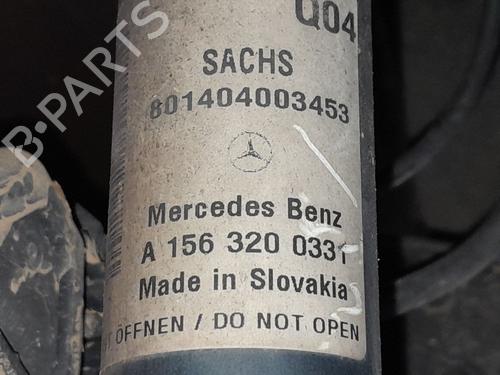 Q04
SACHS
801404003453
Mercedes Benz
A 156 320 0331
Made in Slovakia
ÖFFNEN / DO NOT OPEN
B-PARTS